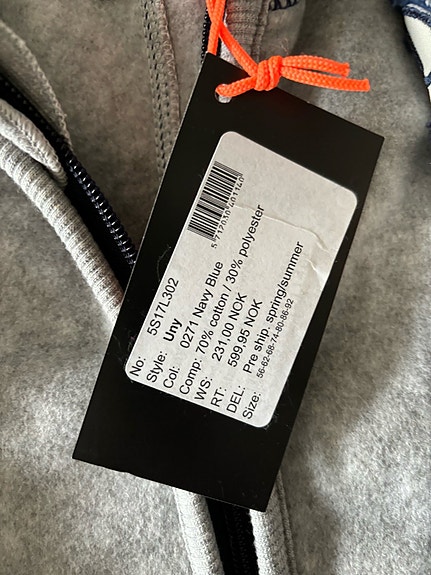 5712030401140
No: 5S17L302
Style: Uny
Col: 0271 Navy Blue
Comp: 70% cotton / 30% polyester
WS: 231.00 NOK
RT: 599.95 NOK
DEL: Pre ship. spring/summer
Size: 56-62-68-74-80-86-92